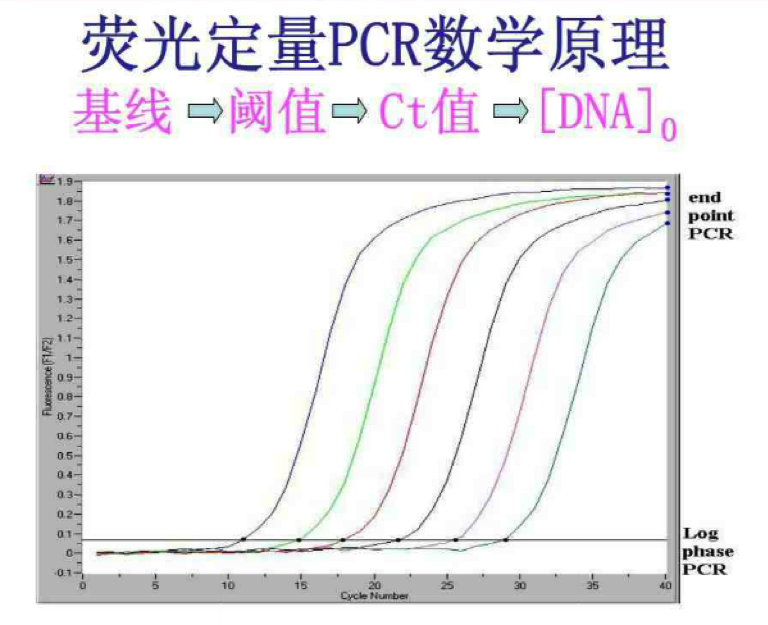 荧光定量PCR数学原理
基线 ⇨ 阈值 ⇨ Ct值 ⇨ [DNA]0
1.9
1.8
1.7
1.6
1.5
1.4
1.3
1.2
1.1
1
0.9
0.8
0.7
0.6
0.5
0.4
0.3
0.2
0.1
0
-0.1
Fluorescence (F1/F2)
0 5 10 15 20 25 30 35 40
Cycle Number
end
point
PCR
Log
phase
PCR